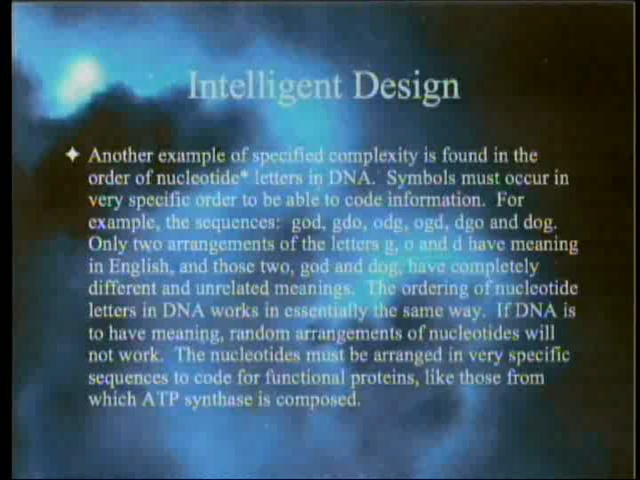 Intelligent Design
Another example of specified complexity is found in the
order of nucleotide* letters in DNA. Symbols must occur in
very specific order to be able to code information. For
example, the sequences: god, gdo, odg, ogd, dgo and dog.
Only two arrangements of the letters g, o and d have meaning
in English, and those two, god and dog, have completely
different and unrelated meanings. The ordering of nucleotide
letters in DNA works in essentially the same way. If DNA is
to have meaning, random arrangements of nucleotides will
not work. The nucleotides must be arranged in very specific
sequences to code for functional proteins, like those from
which ATP synthase is composed.